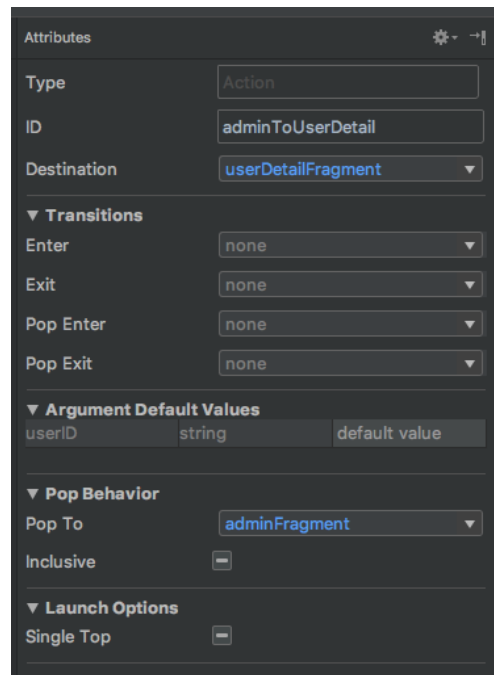 Attributes
Type Action
ID adminToUserDetail
Destination userDetailFragment
Transitions
Enter none
Exit none
Pop Enter none
Pop Exit none
Argument Default Values
userID string default value
Pop Behavior
Pop To adminFragment
Inclusive
Launch Options
Single Top